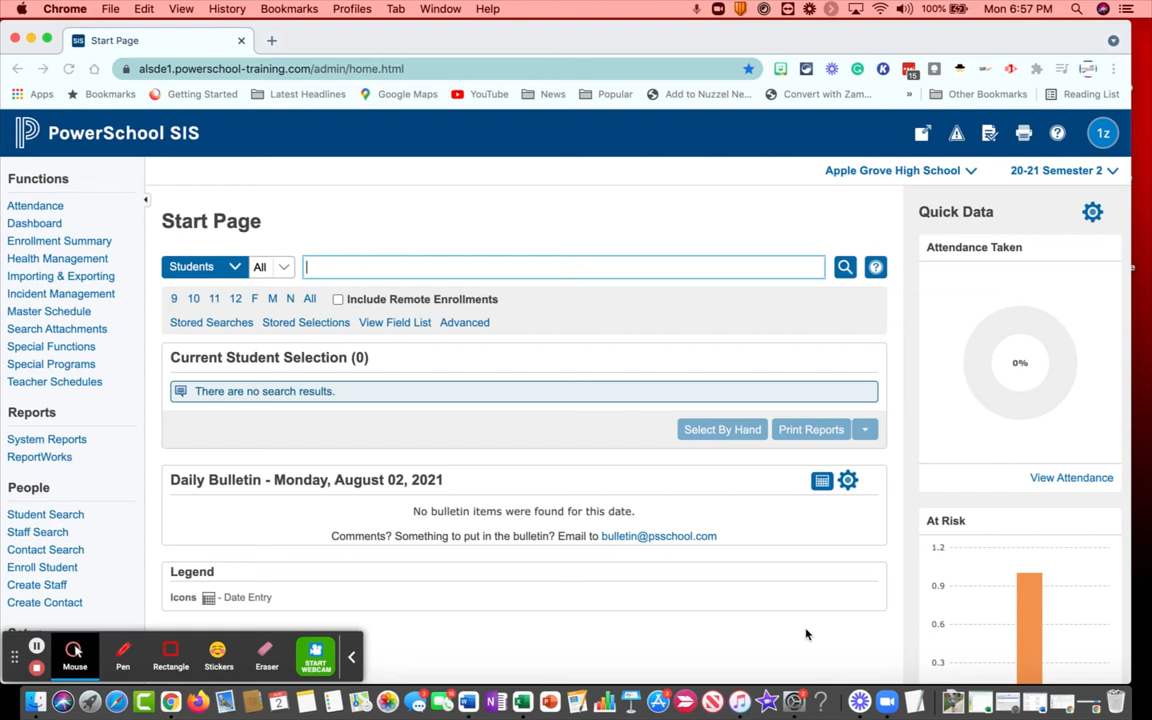 Chrome File Edit View History Bookmarks Profiles Tab Window Help 100% Mon 6:57 PM
SIS Start Page
alsde1.powerschool-training.com/admin/home.html 15
Apps Bookmarks Getting Started Latest Headlines Google Maps YouTube News Popular Add to Nuzzel Ne... Convert with Zam... » Other Bookmarks Reading List
PowerSchool SIS 1z
Apple Grove High School 20-21 Semester 2
Functions
Attendance
Dashboard
Enrollment Summary
Health Management
Importing & Exporting
Incident Management
Master Schedule
Search Attachments
Special Functions
Special Programs
Teacher Schedules
Reports
System Reports
ReportWorks
People
Student Search
Staff Search
Contact Search
Enroll Student
Create Staff
Create Contact
Start Page
Students All
9 10 11 12 F M N All Include Remote Enrollments
Stored Searches Stored Selections View Field List Advanced
Current Student Selection (0)
There are no search results.
Select By Hand Print Reports
Daily Bulletin - Monday, August 02, 2021
No bulletin items were found for this date.
Comments? Something to put in the bulletin? Email to bulletin@psschool.com
Legend
Icons - Date Entry
Quick Data
Attendance Taken
0%
View Attendance
At Risk
1.2
0.9
0.6
0.3
Mouse Pen Rectangle Stickers Eraser START WEBCAM